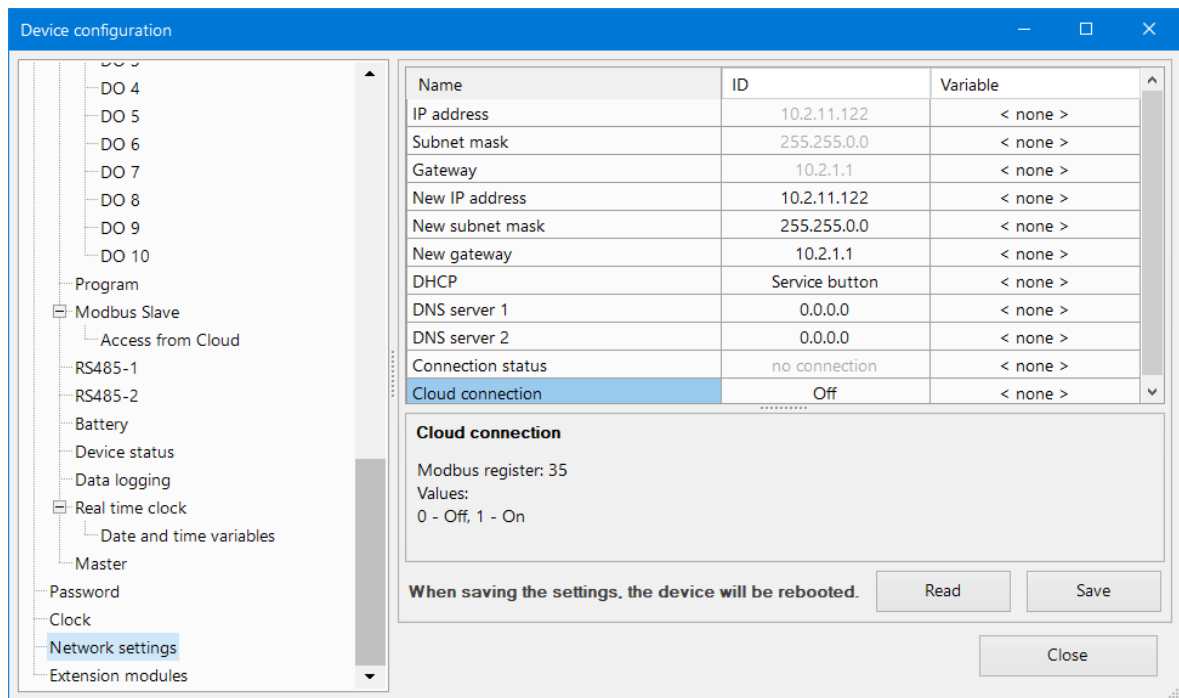 Device configuration
DO 4
DO 5
DO 6
DO 7
DO 8
DO 9
DO 10
Program
Modbus Slave
Access from Cloud
RS485-1
RS485-2
Battery
Device status
Data logging
Real time clock
Date and time variables
Master
Password
Clock
Network settings
Extension modules
Name ID Variable
IP address 10.2.11.122 < none >
Subnet mask 255.255.0.0 < none >
Gateway 10.2.1.1 < none >
New IP address 10.2.11.122 < none >
New subnet mask 255.255.0.0 < none >
New gateway 10.2.1.1 < none >
DHCP Service button < none >
DNS server 1 0.0.0.0 < none >
DNS server 2 0.0.0.0 < none >
Connection status no connection < none >
Cloud connection Off < none >
Cloud connection
Modbus register: 35
Values:
0 - Off, 1 - On
When saving the settings, the device will be rebooted. Read Save
Close